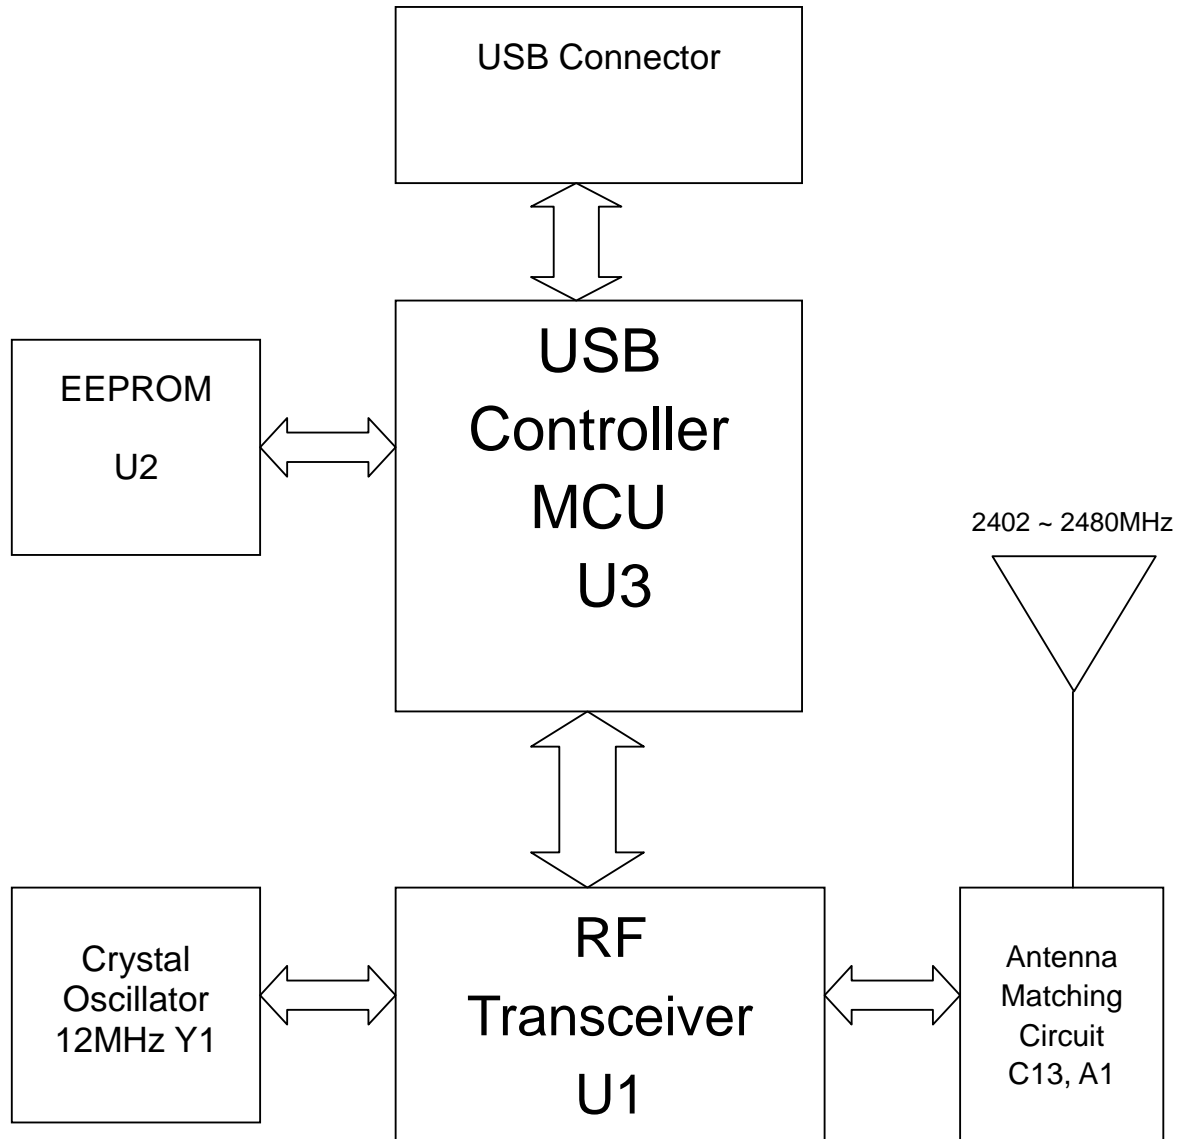 USB Connector
USB
Controller
MCU
U3
EEPROM
U2
2402 ~ 2480MHz
Crystal
Oscillator
12MHz Y1
RF
Transceiver
U1
Antenna
Matching
Circuit
C13, A1